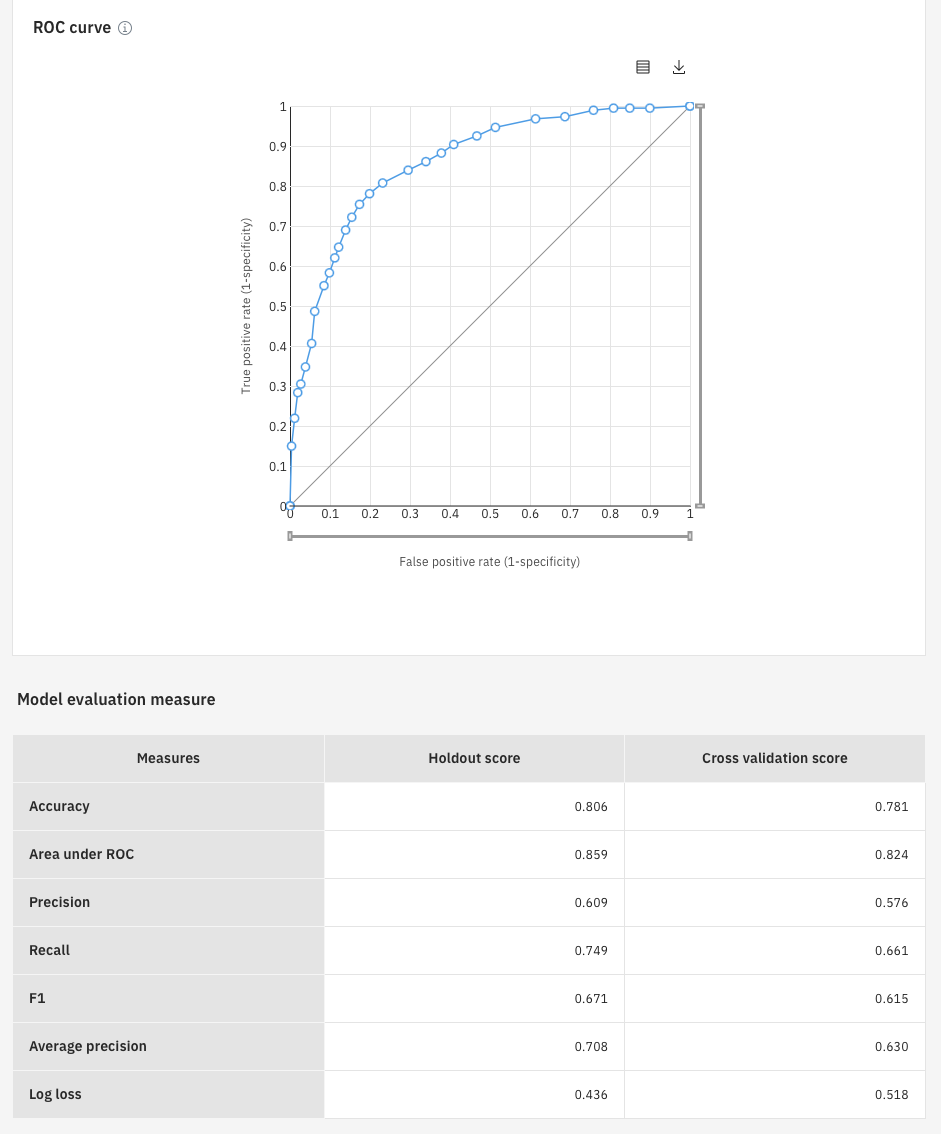 ROC curve
1
0.9
0.8
0.7
0.6
0.5
0.4
0.3
0.2
0.1
0
True positive rate (1-specificity)
0 0.1 0.2 0.3 0.4 0.5 0.6 0.7 0.8 0.9 1
False positive rate (1-specificity)
Model evaluation measure
Measures Holdout score Cross validation score
Accuracy 0.806 0.781
Area under ROC 0.859 0.824
Precision 0.609 0.576
Recall 0.749 0.661
F1 0.671 0.615
Average precision 0.708 0.630
Log loss 0.436 0.518